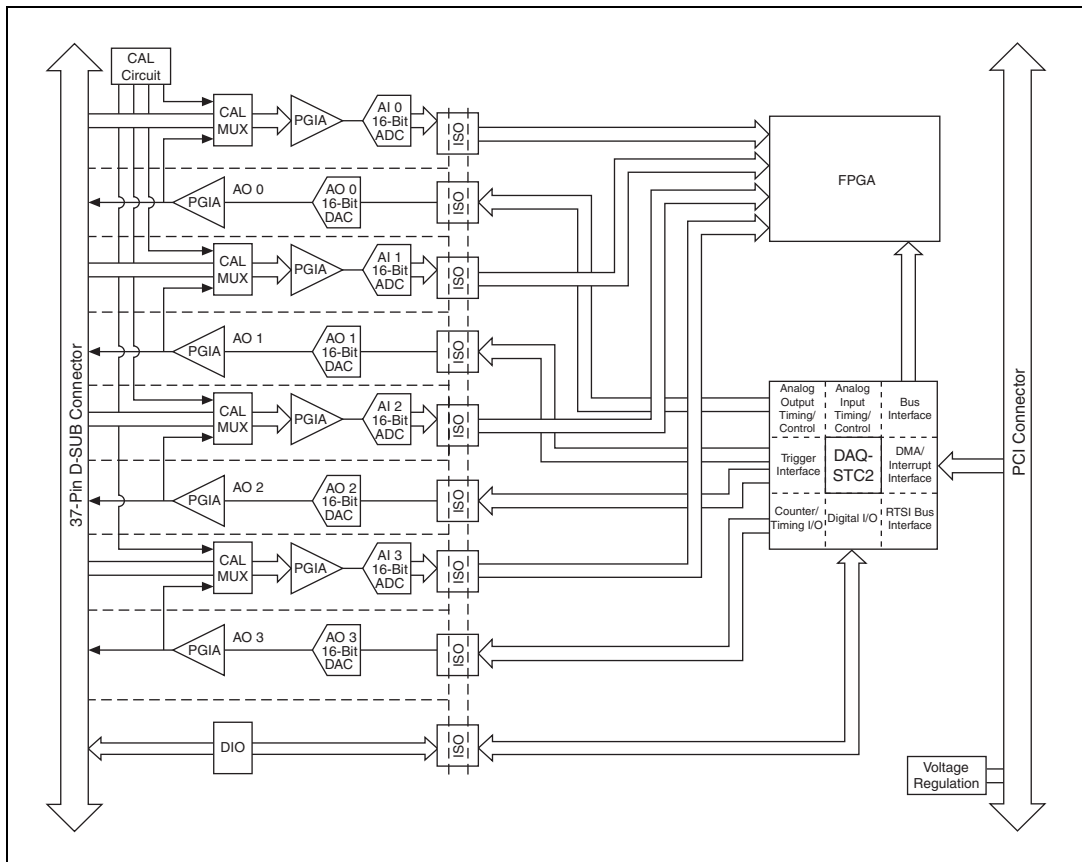 CAL
Circuit
CAL
MUX
PGIA
AI 0
16-Bit
ADC
ISO
PGIA
AO 0
AO 0
16-Bit
DAC
ISO
CAL
MUX
PGIA
AI 1
16-Bit
ADC
ISO
PGIA
AO 1
AO 1
16-Bit
DAC
ISO
CAL
MUX
PGIA
AI 2
16-Bit
ADC
ISO
PGIA
AO 2
AO 2
16-Bit
DAC
ISO
CAL
MUX
PGIA
AI 3
16-Bit
ADC
ISO
PGIA
AO 3
AO 3
16-Bit
DAC
ISO
DIO
ISO
37-Pin D-SUB Connector
FPGA
Analog
Output
Timing/
Control
Analog
Input
Timing/
Control
Bus
Interface
Trigger
Interface
DAQ-
STC2
DMA/
Interrupt
Interface
Counter/
Timing I/O
Digital I/O
RTSI Bus
Interface
PCI Connector
Voltage
Regulation